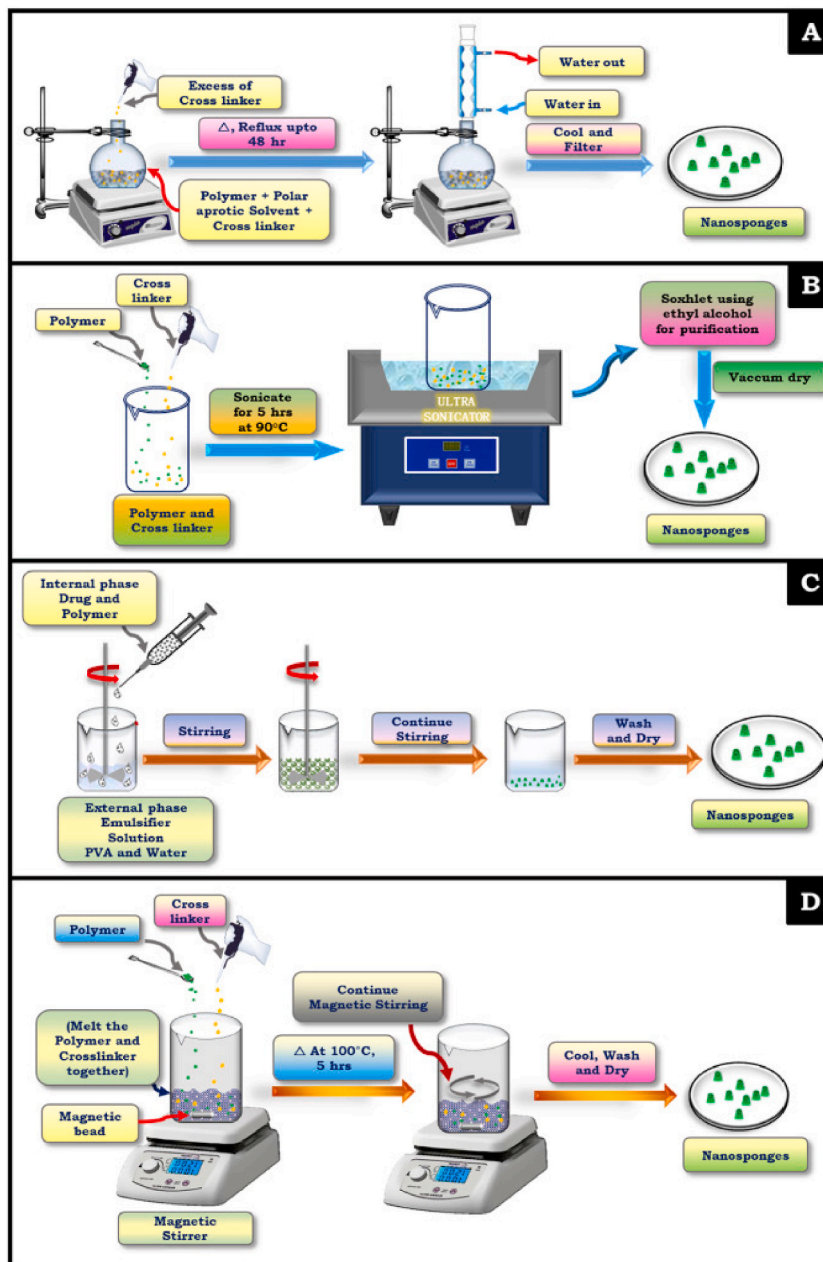 A
Excess of
Cross linker
△, Reflux upto
48 hr
Polymer + Polar
aprotic Solvent +
Cross linker
Water out
Water in
Cool and
Filter
Nanosponges
B
Cross
linker
Polymer
Sonicate
for 5 hrs
at 90°C
Polymer and
Cross linker
ULTRA
SONICATOR
Soxhlet using
ethyl alcohol
for purification
Vaccum dry
Nanosponges
C
Internal phase
Drug and
Polymer
Stirring
Continue
Stirring
Wash
and Dry
External phase
Emulsifier
Solution
PVA and Water
Nanosponges
D
Cross
linker
Polymer
(Melt the
Polymer and
Crosslinker
together)
Magnetic
bead
△ At 100°C,
5 hrs
Continue
Magnetic Stirring
Cool, Wash
and Dry
Nanosponges
Magnetic
Stirrer